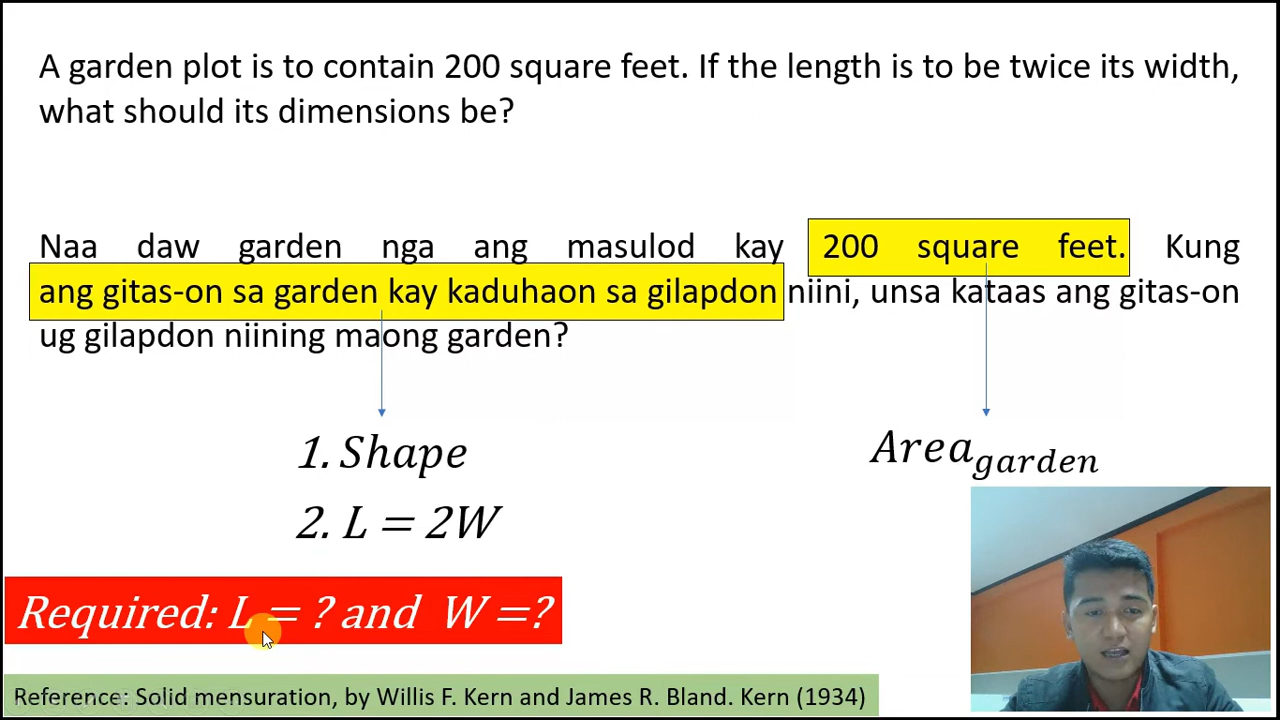 A garden plot is to contain 200 square feet. If the length is to be twice its width,
what should its dimensions be?
Naa daw garden nga ang masulod kay 200 square feet. Kung
ang gitas-on sa garden kay kaduhaon sa gilapdon niini, unsa kataas ang gitas-on
ug gilapdon niining maong garden?
1. Shape
2. L = 2W
Area garden
Required: L = ? and W =?
Reference: Solid mensuration, by Willis F. Kern and James R. Bland. Kern (1934)